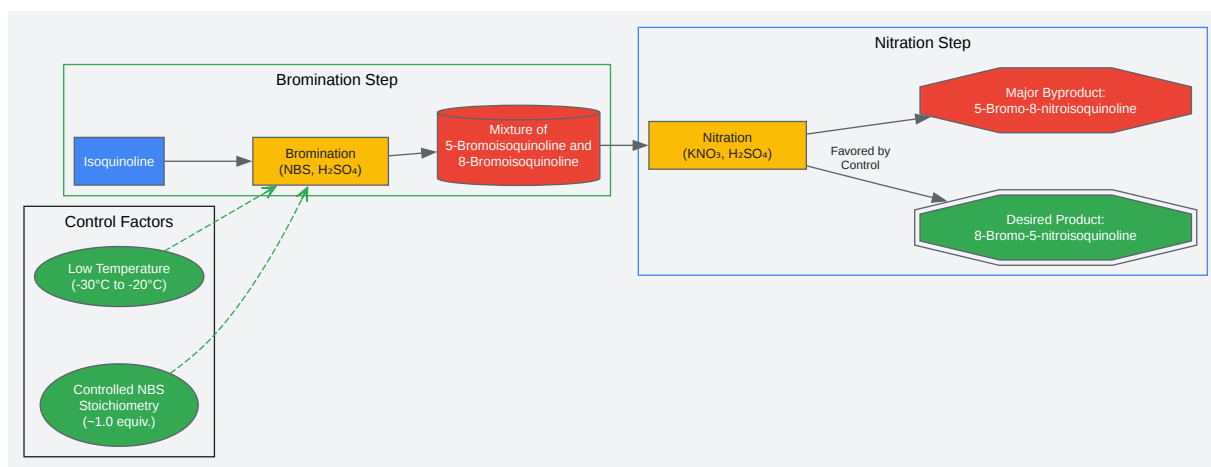 Nitration Step
Bromination Step
Major Byproduct:
5-Bromo-8-nitroisoquinoline
Isoquinoline
Bromination
(NBS, H₂SO₄)
Mixture of
5-Bromoisoquinoline and
8-Bromoisoquinoline
Nitration
(KNO₃, H₂SO₄)
Favored by
Control
Desired Product:
8-Bromo-5-nitroisoquinoline
Control Factors
Low Temperature
(-30°C to -20°C)
Controlled NBS
Stoichiometry
(~1.0 equiv.)